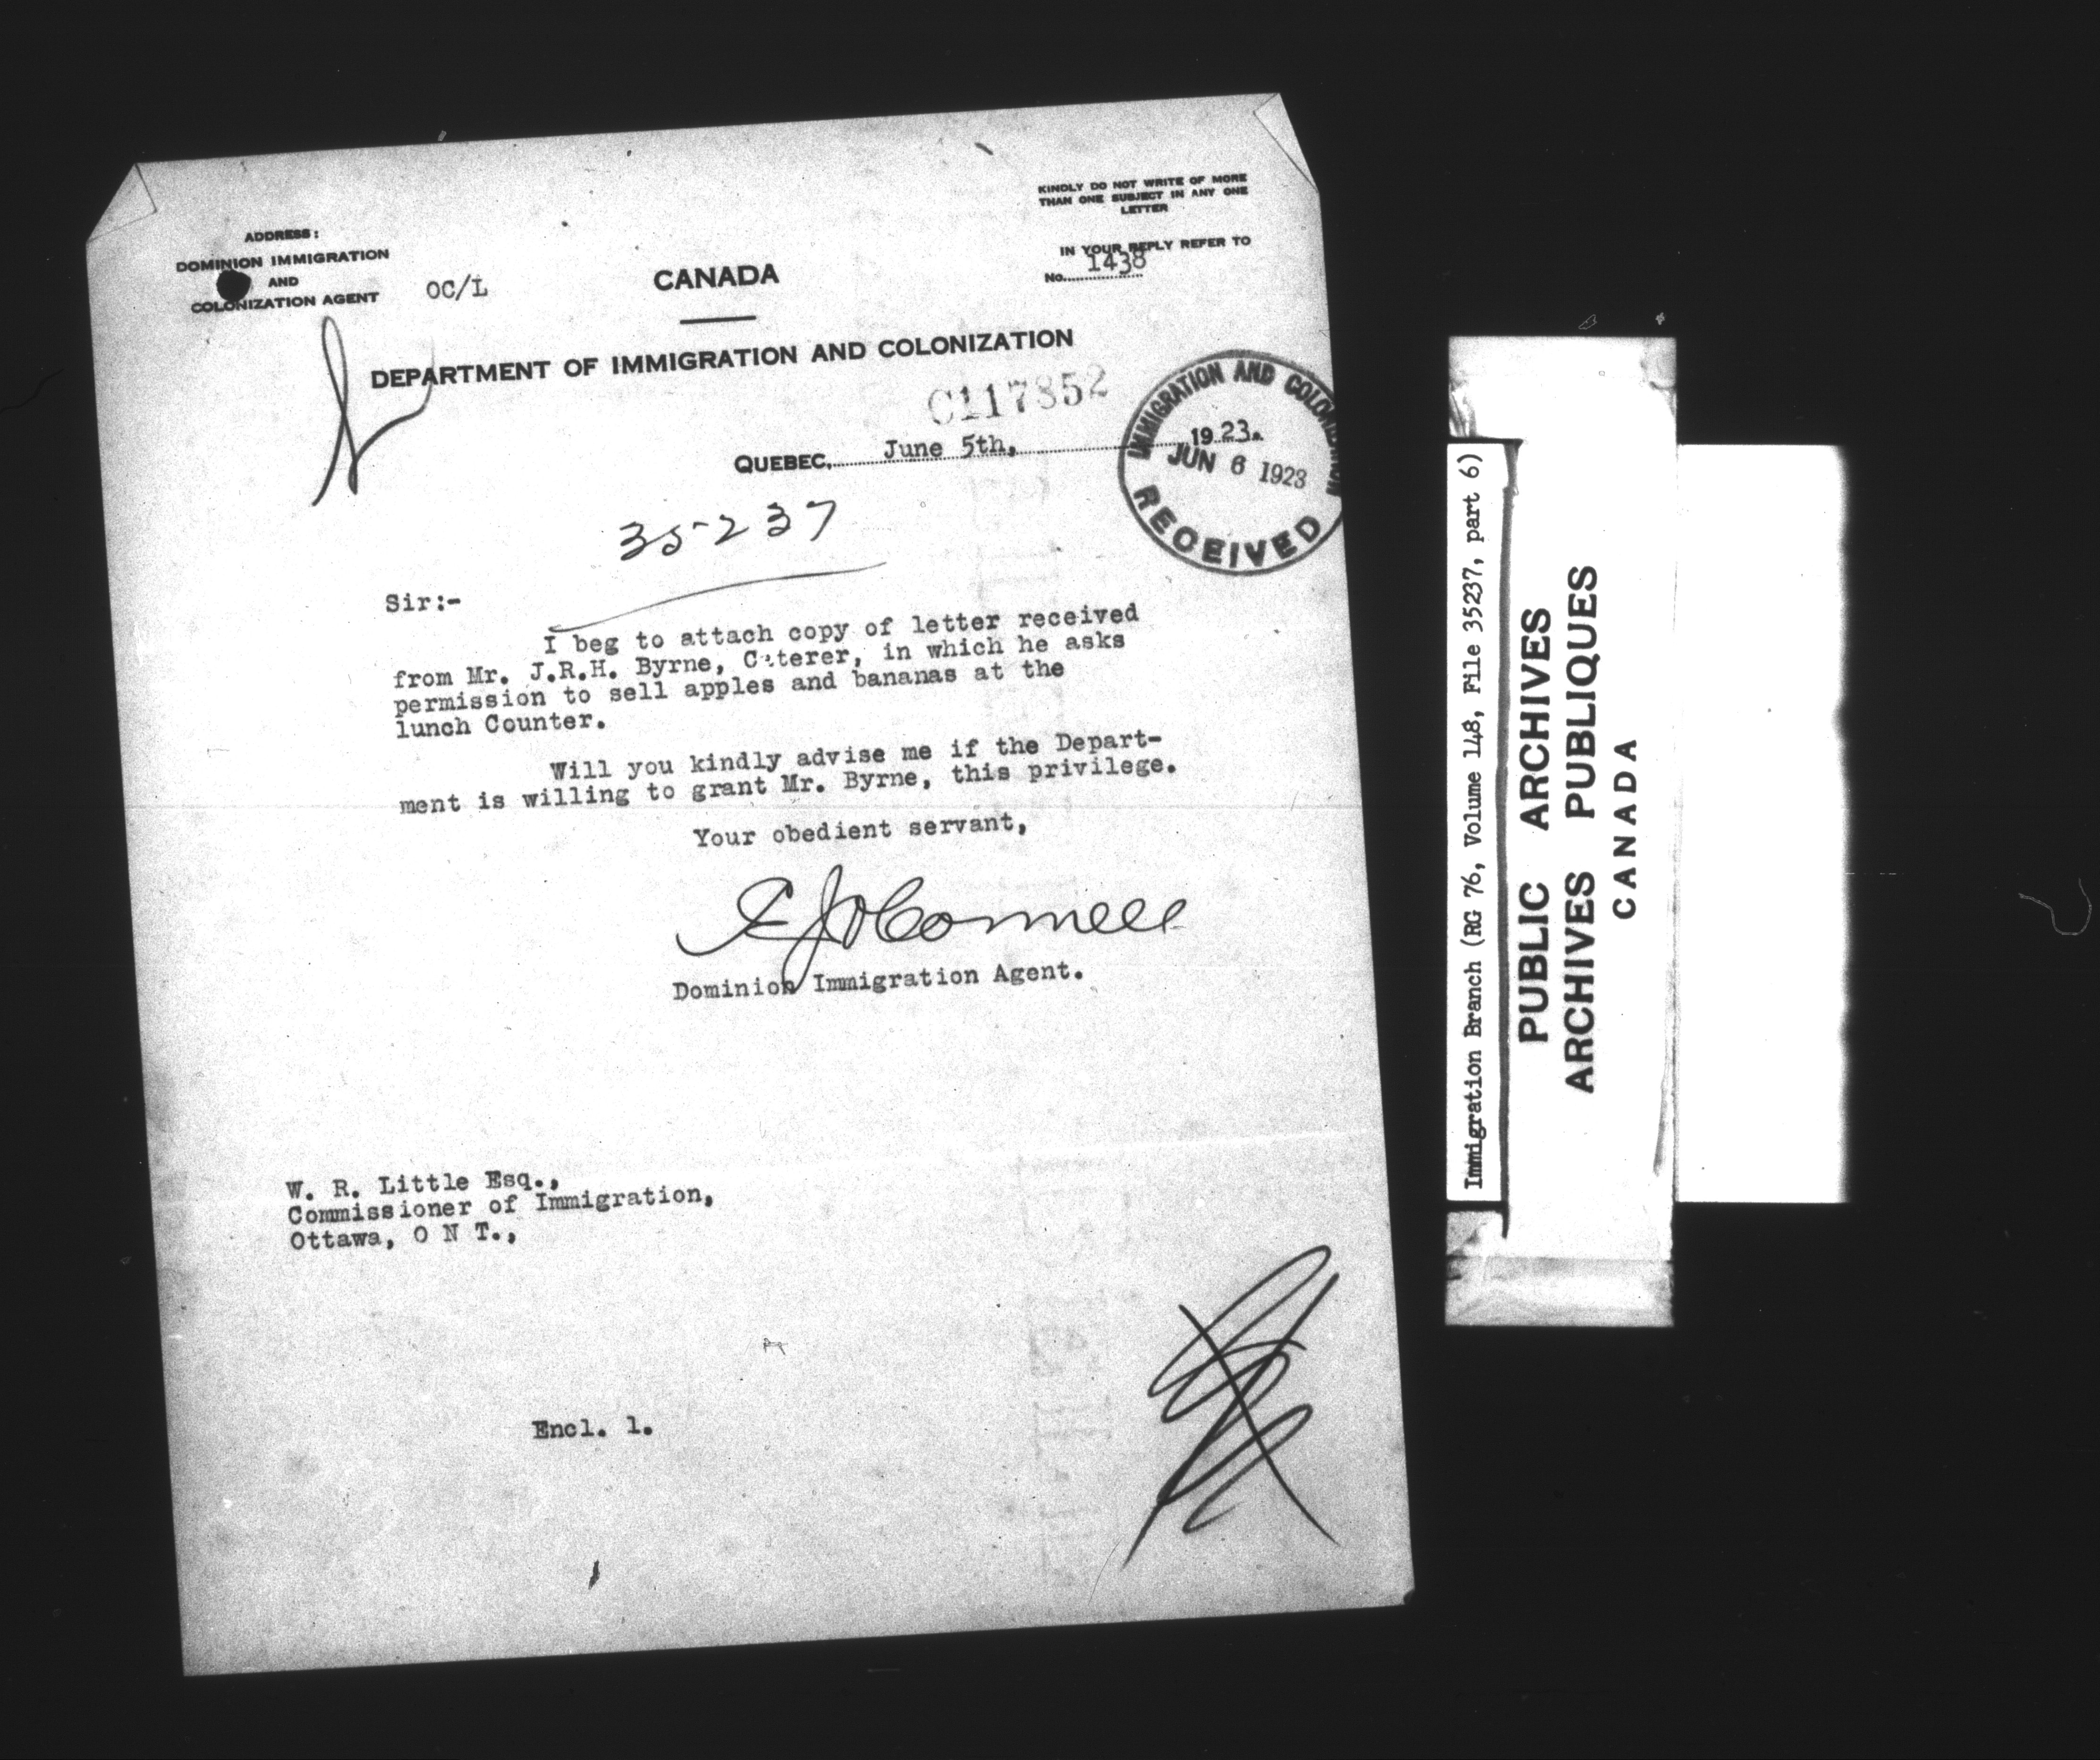 KINDLY DO NOT WRITE OF MORE
THAN ONE SUBJECT IN ANY ONE
LETTER
ADDRESS:
DOMINION IMMIGRATION
AND
COLONIZATION AGENT
OC/L
CANADA
IN YOUR REPLY REFER TO
No. 1438
DEPARTMENT OF IMMIGRATION AND COLONIZATION
C117852
QUEBEC, June 5th, 1923.
IMMIGRATION AND COLONIZATION
JUN 6 1923
RECEIVED
35237
Sir:-
I beg to attach copy of letter received
from Mr. J.R.H. Byrne, Caterer, in which he asks
permission to sell apples and bananas at the
lunch Counter.
Will you kindly advise me if the Depart-
ment is willing to grant Mr. Byrne, this privilege.
Your obedient servant,
Dominion Immigration Agent.
W. R. Little Esq.,
Commissioner of Immigration,
Ottawa, O N T.,
Encl. 1.
Immigration Branch (RG 76, Volume 148, File 35237, part 6)
PUBLIC ARCHIVES
ARCHIVES PUBLIQUES
CANADA